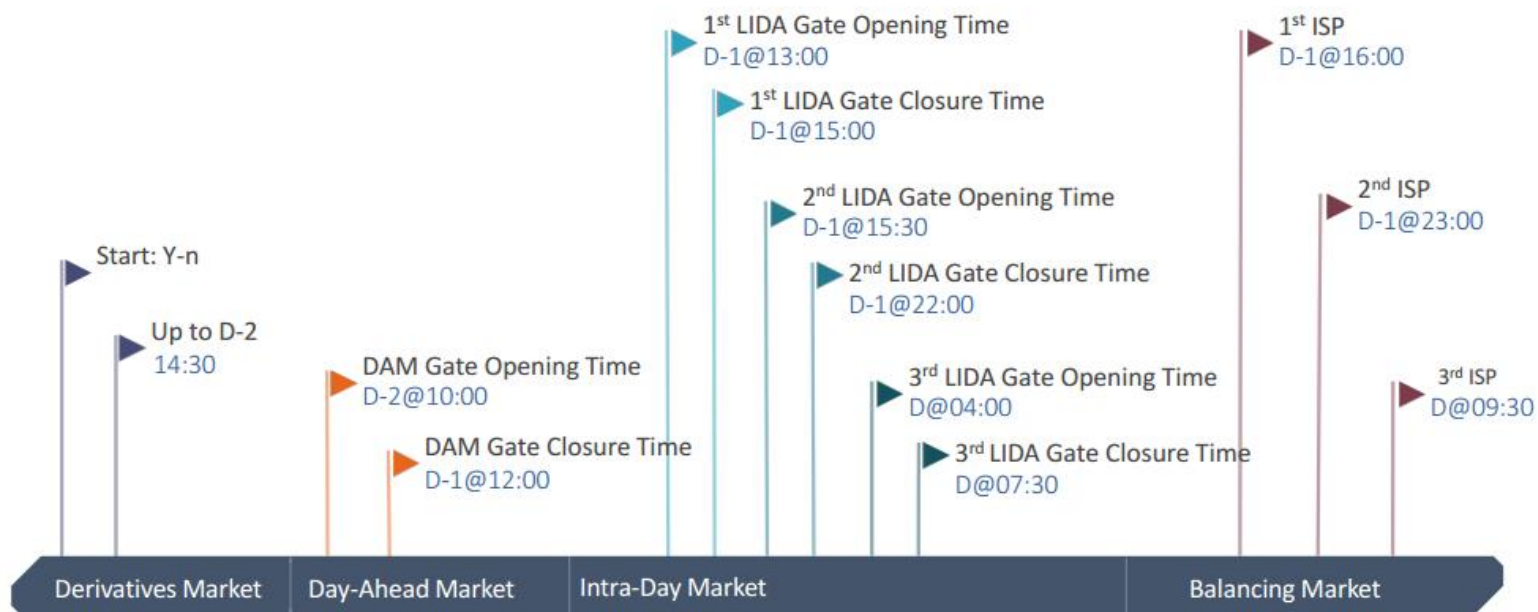 Start: Y-n
Up to D-2
14:30
DAM Gate Opening Time
D-2@10:00
DAM Gate Closure Time
D-1@12:00
1st LIDA Gate Opening Time
D-1@13:00
1st LIDA Gate Closure Time
D-1@15:00
2nd LIDA Gate Opening Time
D-1@15:30
2nd LIDA Gate Closure Time
D-1@22:00
3rd LIDA Gate Opening Time
D@04:00
3rd LIDA Gate Closure Time
D@07:30
1st ISP
D-1@16:00
2nd ISP
D-1@23:00
3rd ISP
D@09:30
Derivatives Market
Day-Ahead Market
Intra-Day Market
Balancing Market